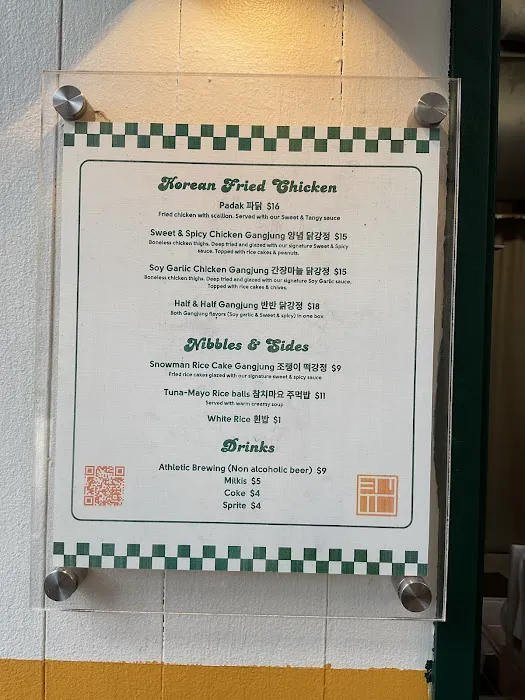 Korean Fried Chicken
Padak 파닭 $16
Fried chicken with scallion. Served with our Sweet & Tangy sauce
Sweet & Spicy Chicken Gangjung 양념 닭강정 $15
Boneless chicken thighs. Deep fried and glazed with our signature Sweet & Spicy
sauce. Topped with rice cakes & peanuts.
Soy Garlic Chicken Gangjung 간장마늘 닭강정 $15
Boneless chicken thighs. Deep fried and glazed with our signature Soy Garlic sauce.
Topped with rice cakes & chives.
Half & Half Gangjung 반반 닭강정 $18
Both Gangjung flavors (Soy garlic & Sweet & spicy) in one box
Nibbles & Sides
Snowman Rice Cake Gangjung 조랭이 떡강정 $9
Fried rice cakes glazed with our signature sweet & spicy sauce
Tuna-Mayo Rice balls 참치마요 주먹밥 $11
Served with warm creamy soup
White Rice 흰밥 $1
Drinks
Athletic Brewing (Non alcoholic beer) $9
Milkis $5
Coke $4
Sprite $4